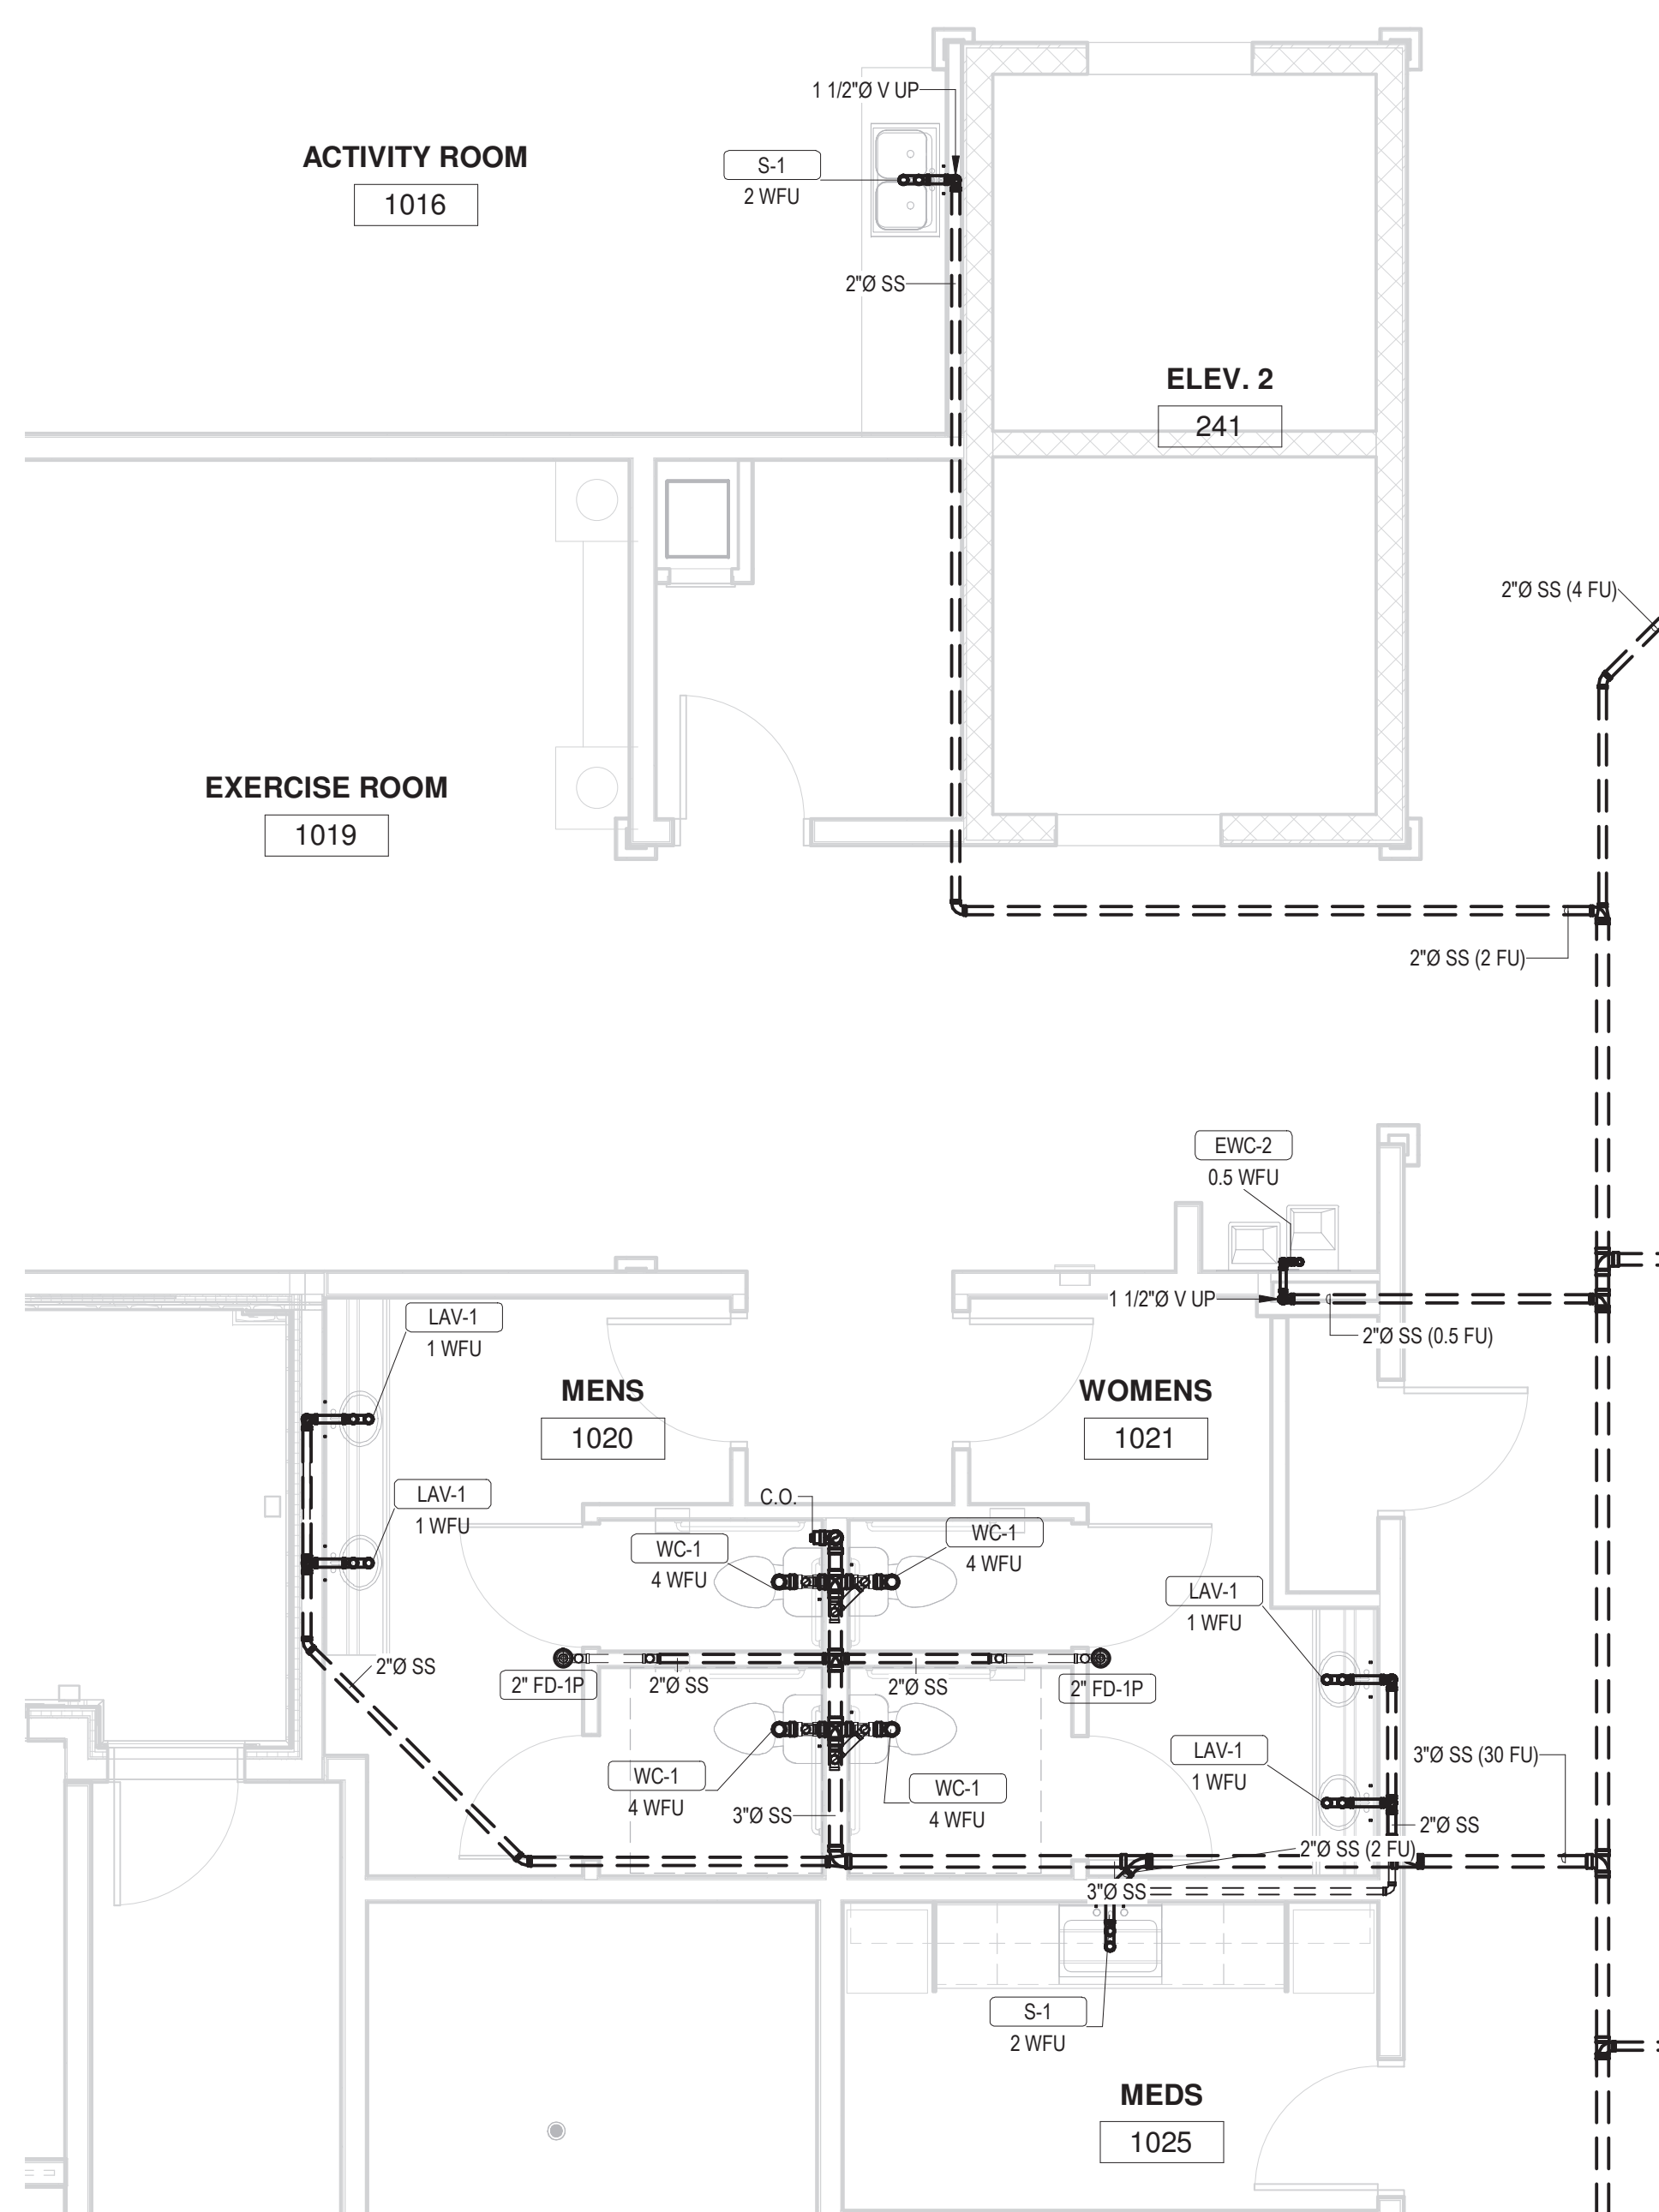 1 1/2"Ø V UP
ACTIVITY ROOM
1016
S-1
2 WFU
2"Ø SS
ELEV. 2
241
2"Ø SS (4 FU)
EXERCISE ROOM
1019
2"Ø SS (2 FU)
EWC-2
0.5 WFU
1 1/2"Ø V UP
2"Ø SS (0.5 FU)
LAV-1
1 WFU
MENS
1020
WOMENS
1021
LAV-1
1 WFU
C.O.
WC-1
4 WFU
WC-1
4 WFU
LAV-1
1 WFU
2"Ø SS
2" FD-1P
2"Ø SS
2"Ø SS
2" FD-1P
WC-1
4 WFU
3"Ø SS
WC-1
4 WFU
LAV-1
1 WFU
3"Ø SS (30 FU)
2"Ø SS
2"Ø SS (2 FU)
3"Ø SS
S-1
2 WFU
MEDS
1025